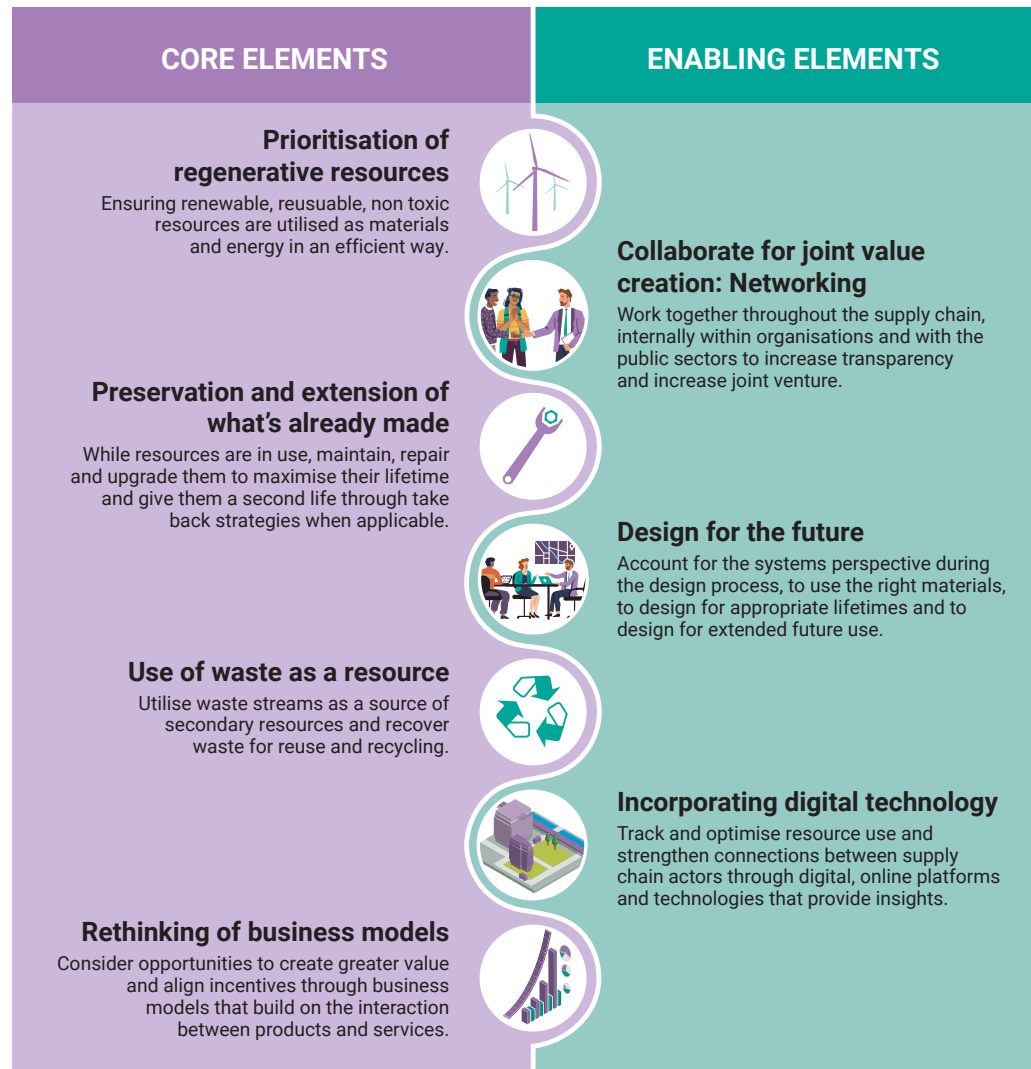 CORE ELEMENTS
ENABLING ELEMENTS
Prioritisation of
regenerative resources
Ensuring renewable, reusuable, non toxic
resources are utilised as materials
and energy in an efficient way.
Collaborate for joint value
creation: Networking
Work together throughout the supply chain,
internally within organisations and with the
public sectors to increase transparency
and increase joint venture.
Preservation and extension of
what’s already made
While resources are in use, maintain, repair
and upgrade them to maximise their lifetime
and give them a second life through take
back strategies when applicable.
Design for the future
Account for the systems perspective during
the design process, to use the right materials,
to design for appropriate lifetimes and to
design for extended future use.
Use of waste as a resource
Utilise waste streams as a source of
secondary resources and recover
waste for reuse and recycling.
Incorporating digital technology
Track and optimise resource use and
strengthen connections between supply
chain actors through digital, online platforms
and technologies that provide insights.
Rethinking of business models
Consider opportunities to create greater value
and align incentives through business
models that build on the interaction
between products and services.